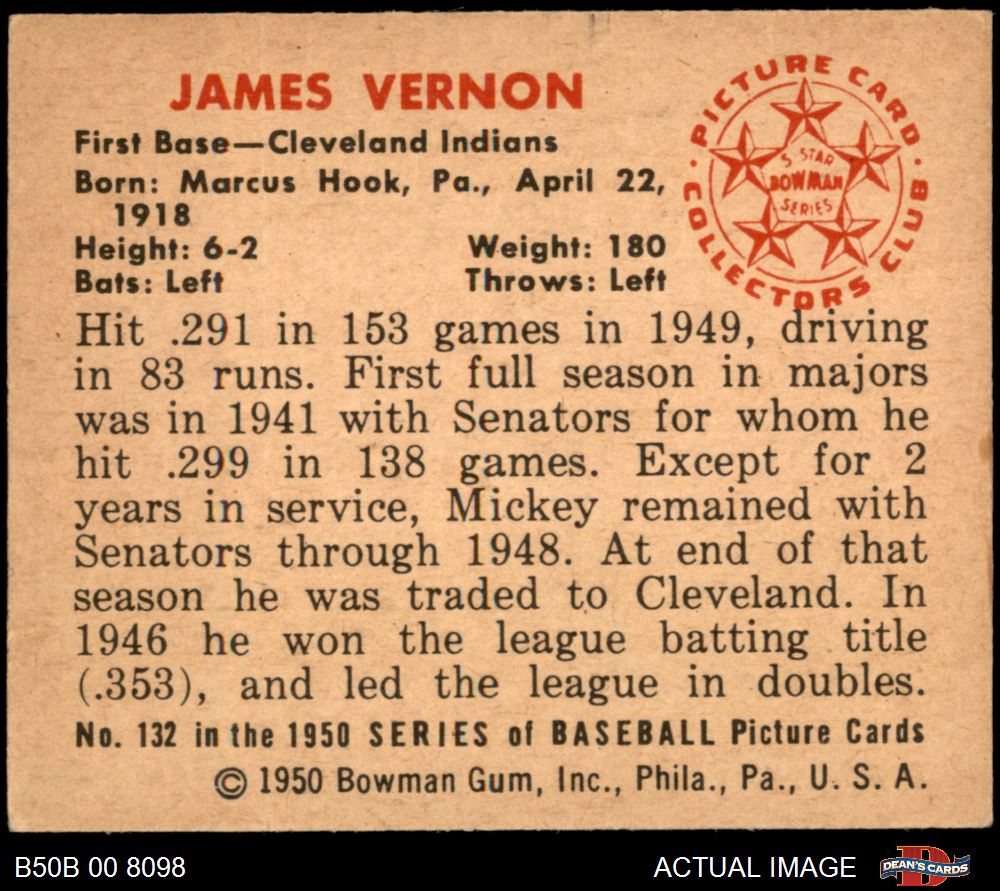 JAMES VERNON
First Base—Cleveland Indians
Born: Marcus Hook, Pa., April 22,
1918
Height: 6-2 Weight: 180
Bats: Left Throws: Left
· PICTURE CARD ·
COLLECTORS CLUB
5 STAR
BOWMAN
SERIES
Hit .291 in 153 games in 1949, driving
in 83 runs. First full season in majors
was in 1941 with Senators for whom he
hit .299 in 138 games. Except for 2
years in service, Mickey remained with
Senators through 1948. At end of that
season he was traded to Cleveland. In
1946 he won the league batting title
(.353), and led the league in doubles.
No. 132 in the 1950 SERIES of BASEBALL Picture Cards
© 1950 Bowman Gum, Inc., Phila., Pa., U. S. A.
B50B 00 8098
ACTUAL IMAGE
DEAN'S CARDS